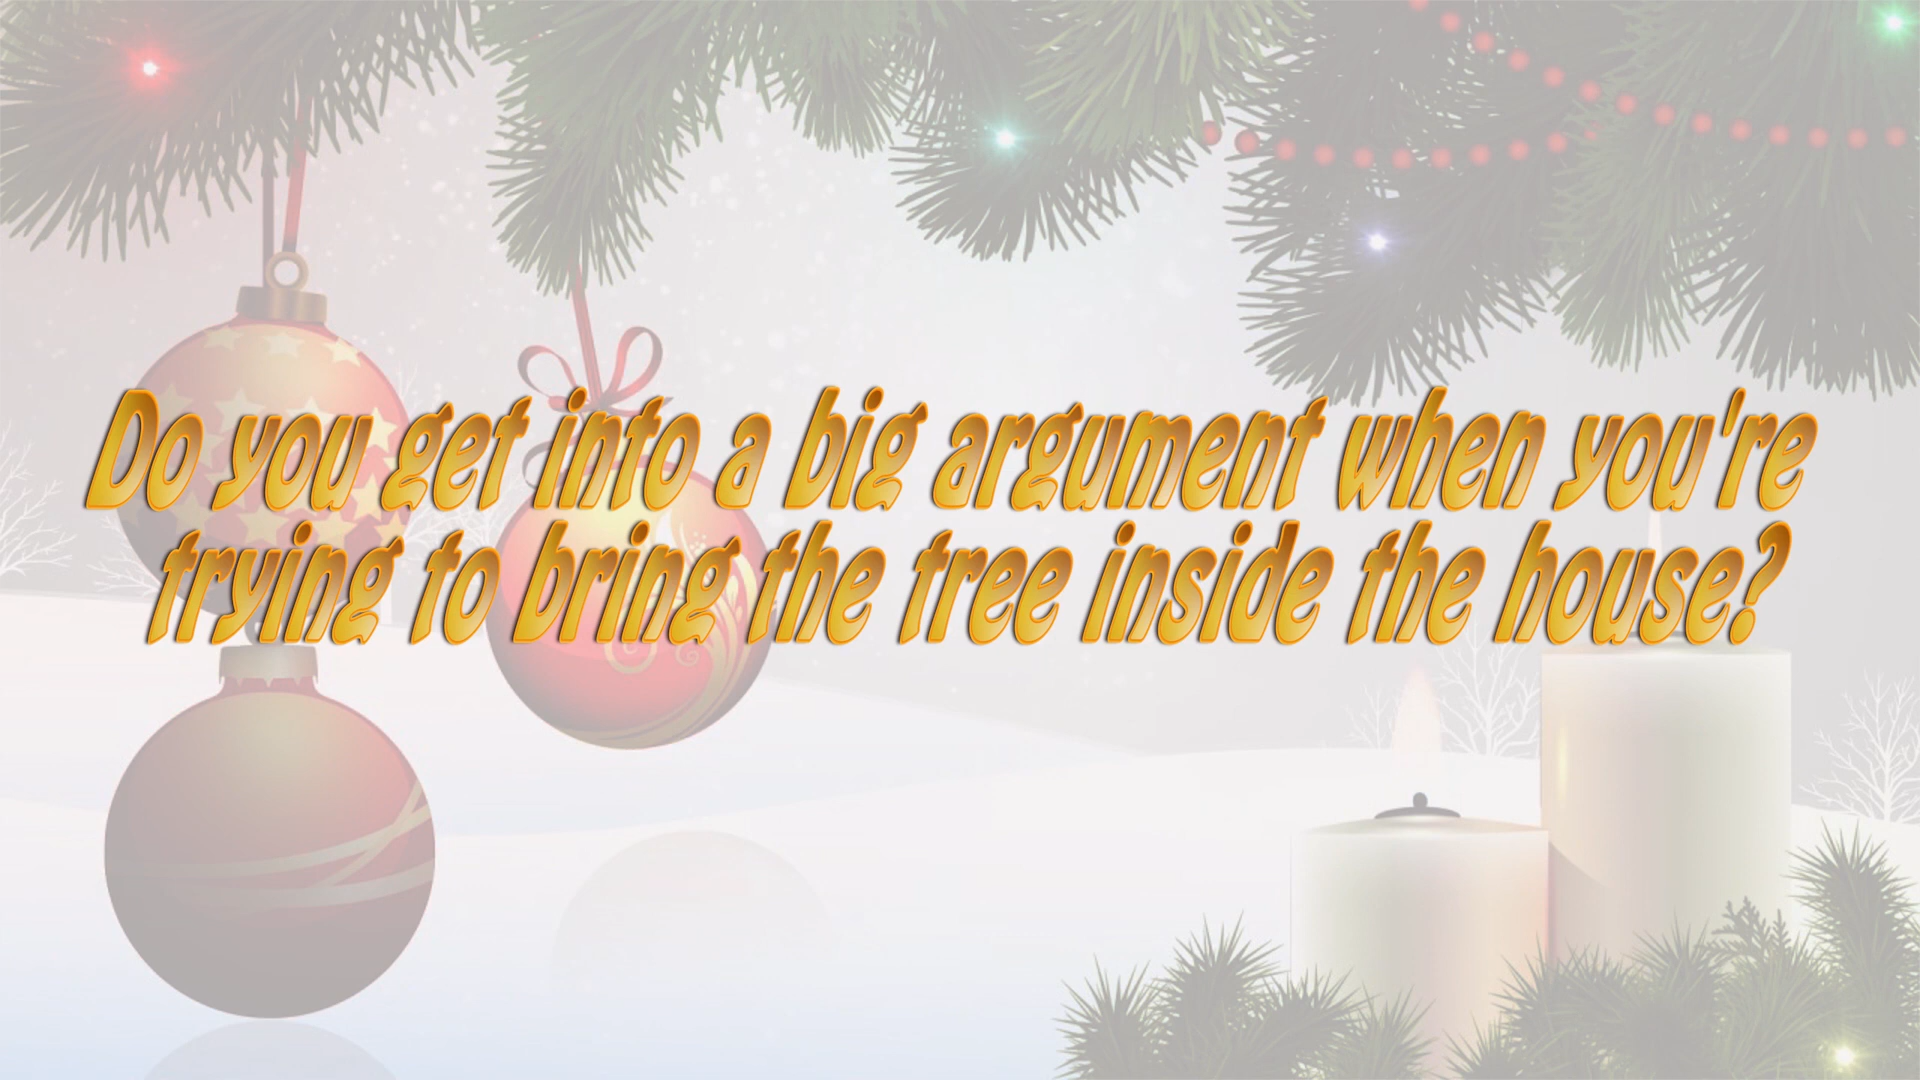 Do you get into a big argument when you're
trying to bring the tree inside the house?